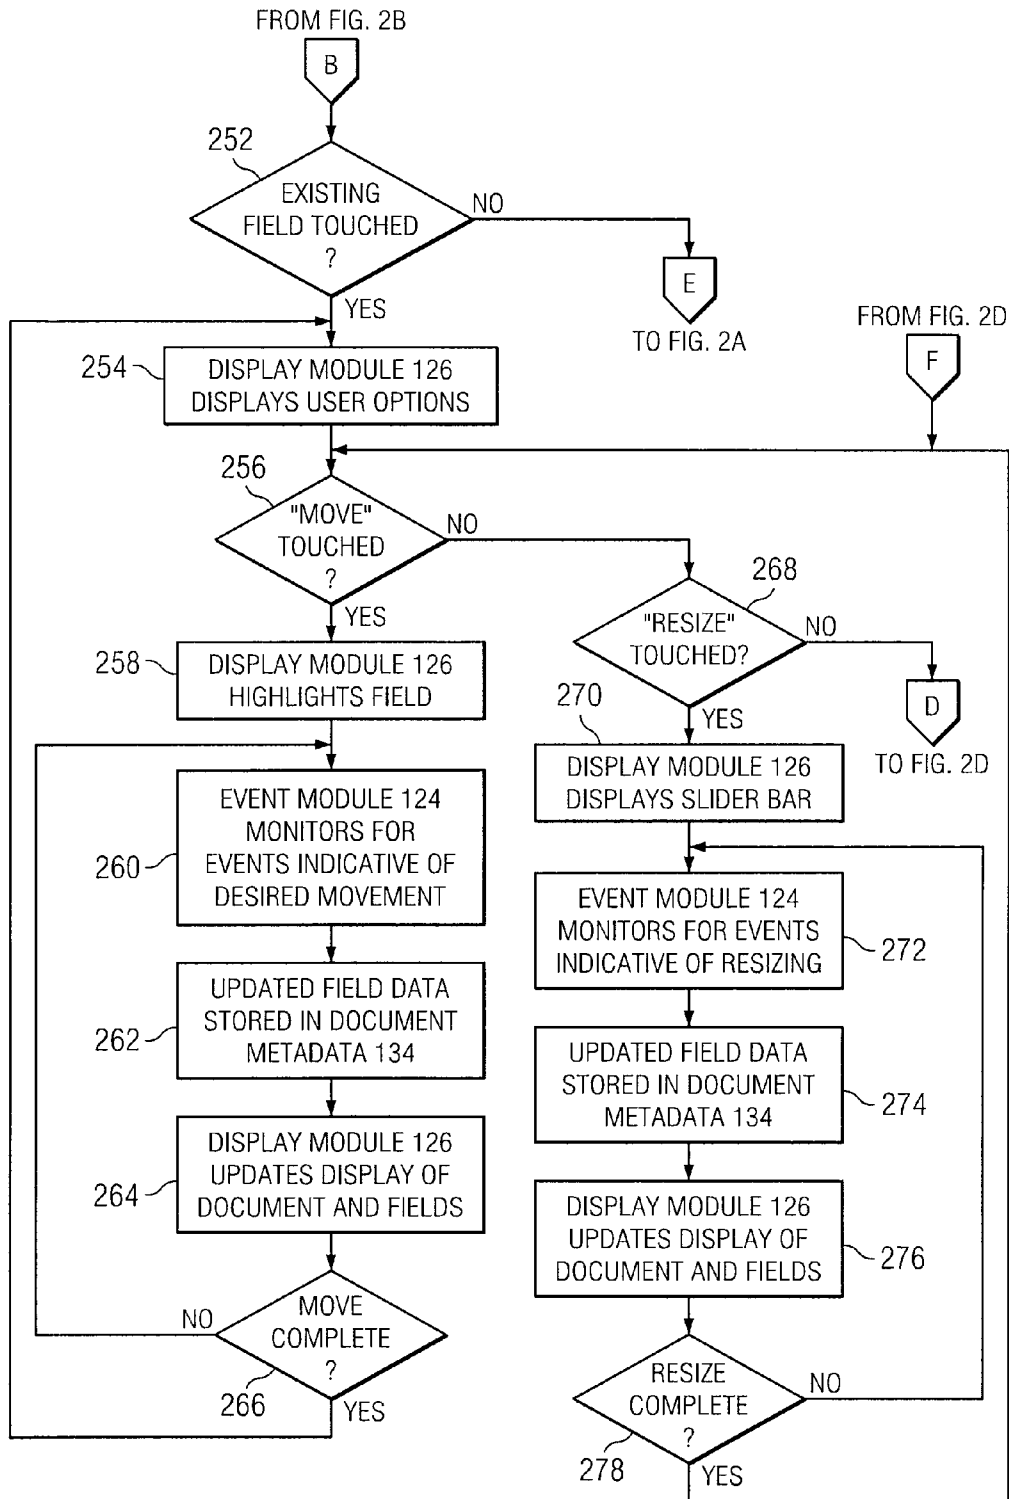 FROM FIG. 2B
B
252
EXISTING
FIELD TOUCHED
?
NO
YES
E
TO FIG. 2A
FROM FIG. 2D
F
254
DISPLAY MODULE 126
DISPLAYS USER OPTIONS
256
"MOVE"
TOUCHED
?
NO
YES
268
"RESIZE"
TOUCHED?
NO
YES
D
TO FIG. 2D
258
DISPLAY MODULE 126
HIGHLIGHTS FIELD
270
DISPLAY MODULE 126
DISPLAYS SLIDER BAR
260
EVENT MODULE 124
MONITORS FOR
EVENTS INDICATIVE OF
DESIRED MOVEMENT
EVENT MODULE 124
MONITORS FOR EVENTS
INDICATIVE OF RESIZING
272
262
UPDATED FIELD DATA
STORED IN DOCUMENT
METADATA 134
UPDATED FIELD DATA
STORED IN DOCUMENT
METADATA 134
274
264
DISPLAY MODULE 126
UPDATES DISPLAY OF
DOCUMENT AND FIELDS
DISPLAY MODULE 126
UPDATES DISPLAY OF
DOCUMENT AND FIELDS
276
NO
MOVE
COMPLETE
?
266
YES
RESIZE
COMPLETE
?
NO
278
YES